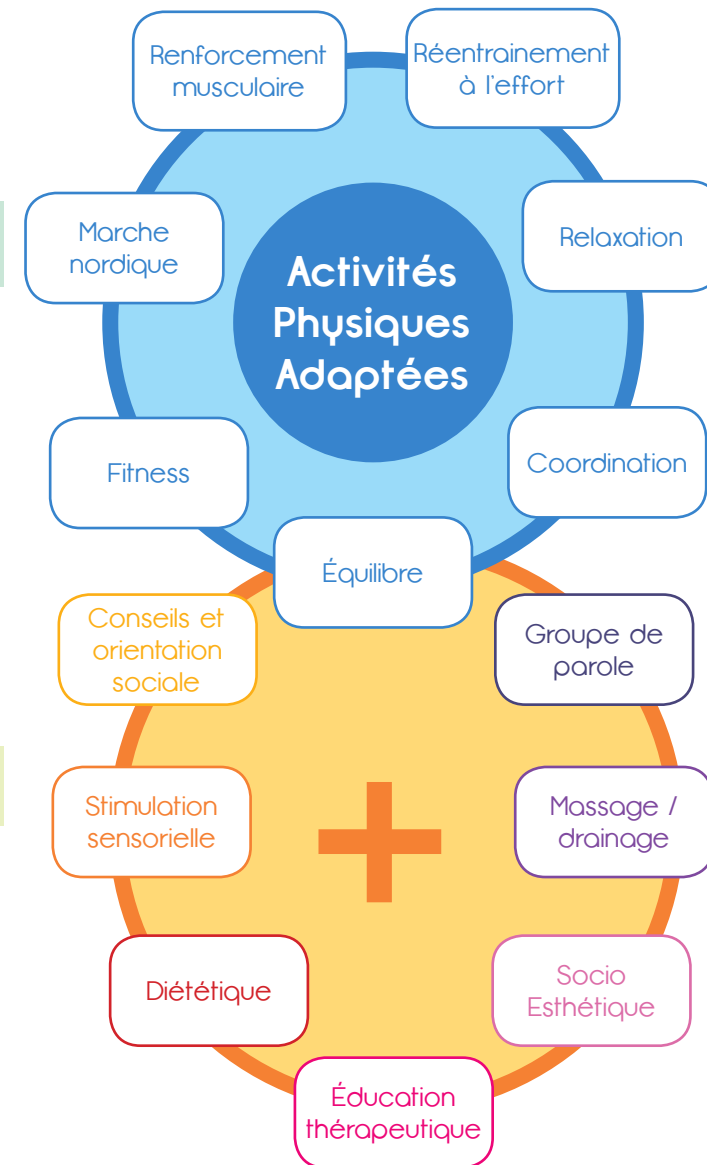 Renforcement
musculaire
Réentrainement
à l'effort
Marche
nordique
Relaxation
Activités
Physiques
Adaptées
Fitness
Coordination
Équilibre
Conseils et
orientation
sociale
Groupe de
parole
Stimulation
sensorielle
+
Massage /
drainage
Diététique
Socio
Esthétique
Éducation
thérapeutique